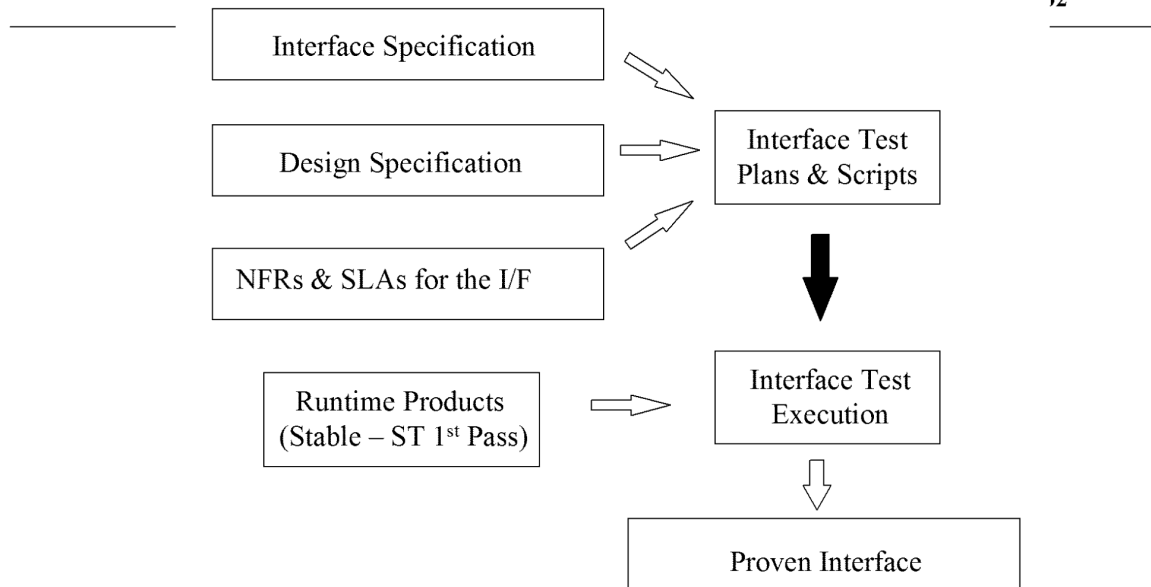 Interface Specification
Design Specification
NFRs & SLAs for the I/F
Interface Test
Plans & Scripts
Runtime Products
(Stable – ST 1st Pass)
Interface Test
Execution
Proven Interface